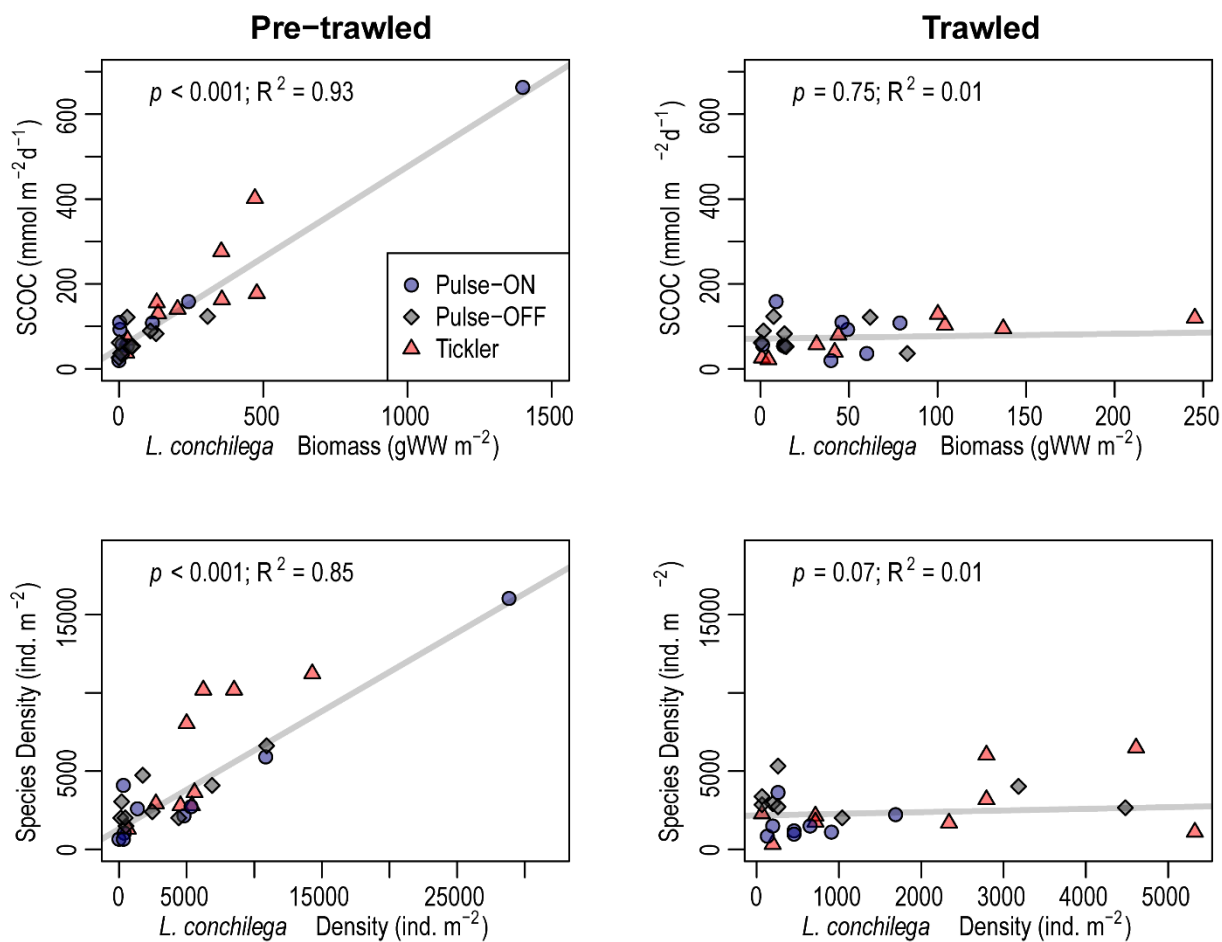 Pre−trawled
Trawled
p < 0.001; R² = 0.93
SCOC (mmol m⁻²d⁻¹)
0 200 400 600
Pulse−ON
Pulse−OFF
Tickler
0 500 1000 1500
L. conchilega Biomass (gWW m⁻²)
p = 0.75; R² = 0.01
SCOC (mmol m ⁻²d⁻¹)
0 200 400 600
0 50 100 150 200 250
L. conchilega Biomass (gWW m⁻²)
p < 0.001; R² = 0.85
Species Density (ind. m⁻²)
0 5000 15000
0 5000 15000 25000
L. conchilega Density (ind. m⁻²)
p = 0.07; R² = 0.01
Species Density (ind. m ⁻²)
0 5000 15000
0 1000 2000 3000 4000 5000
L. conchilega Density (ind. m⁻²)